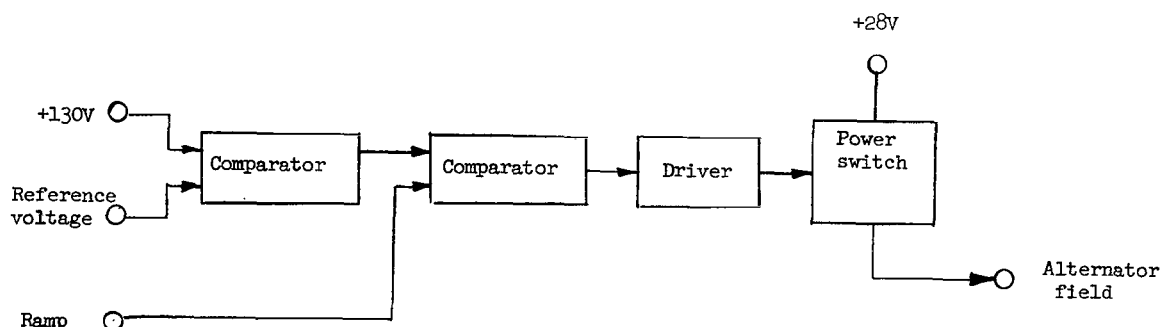 +28V
+130V
Reference
voltage
Ramp
Comparator
Comparator
Driver
Power
switch
Alternator
field